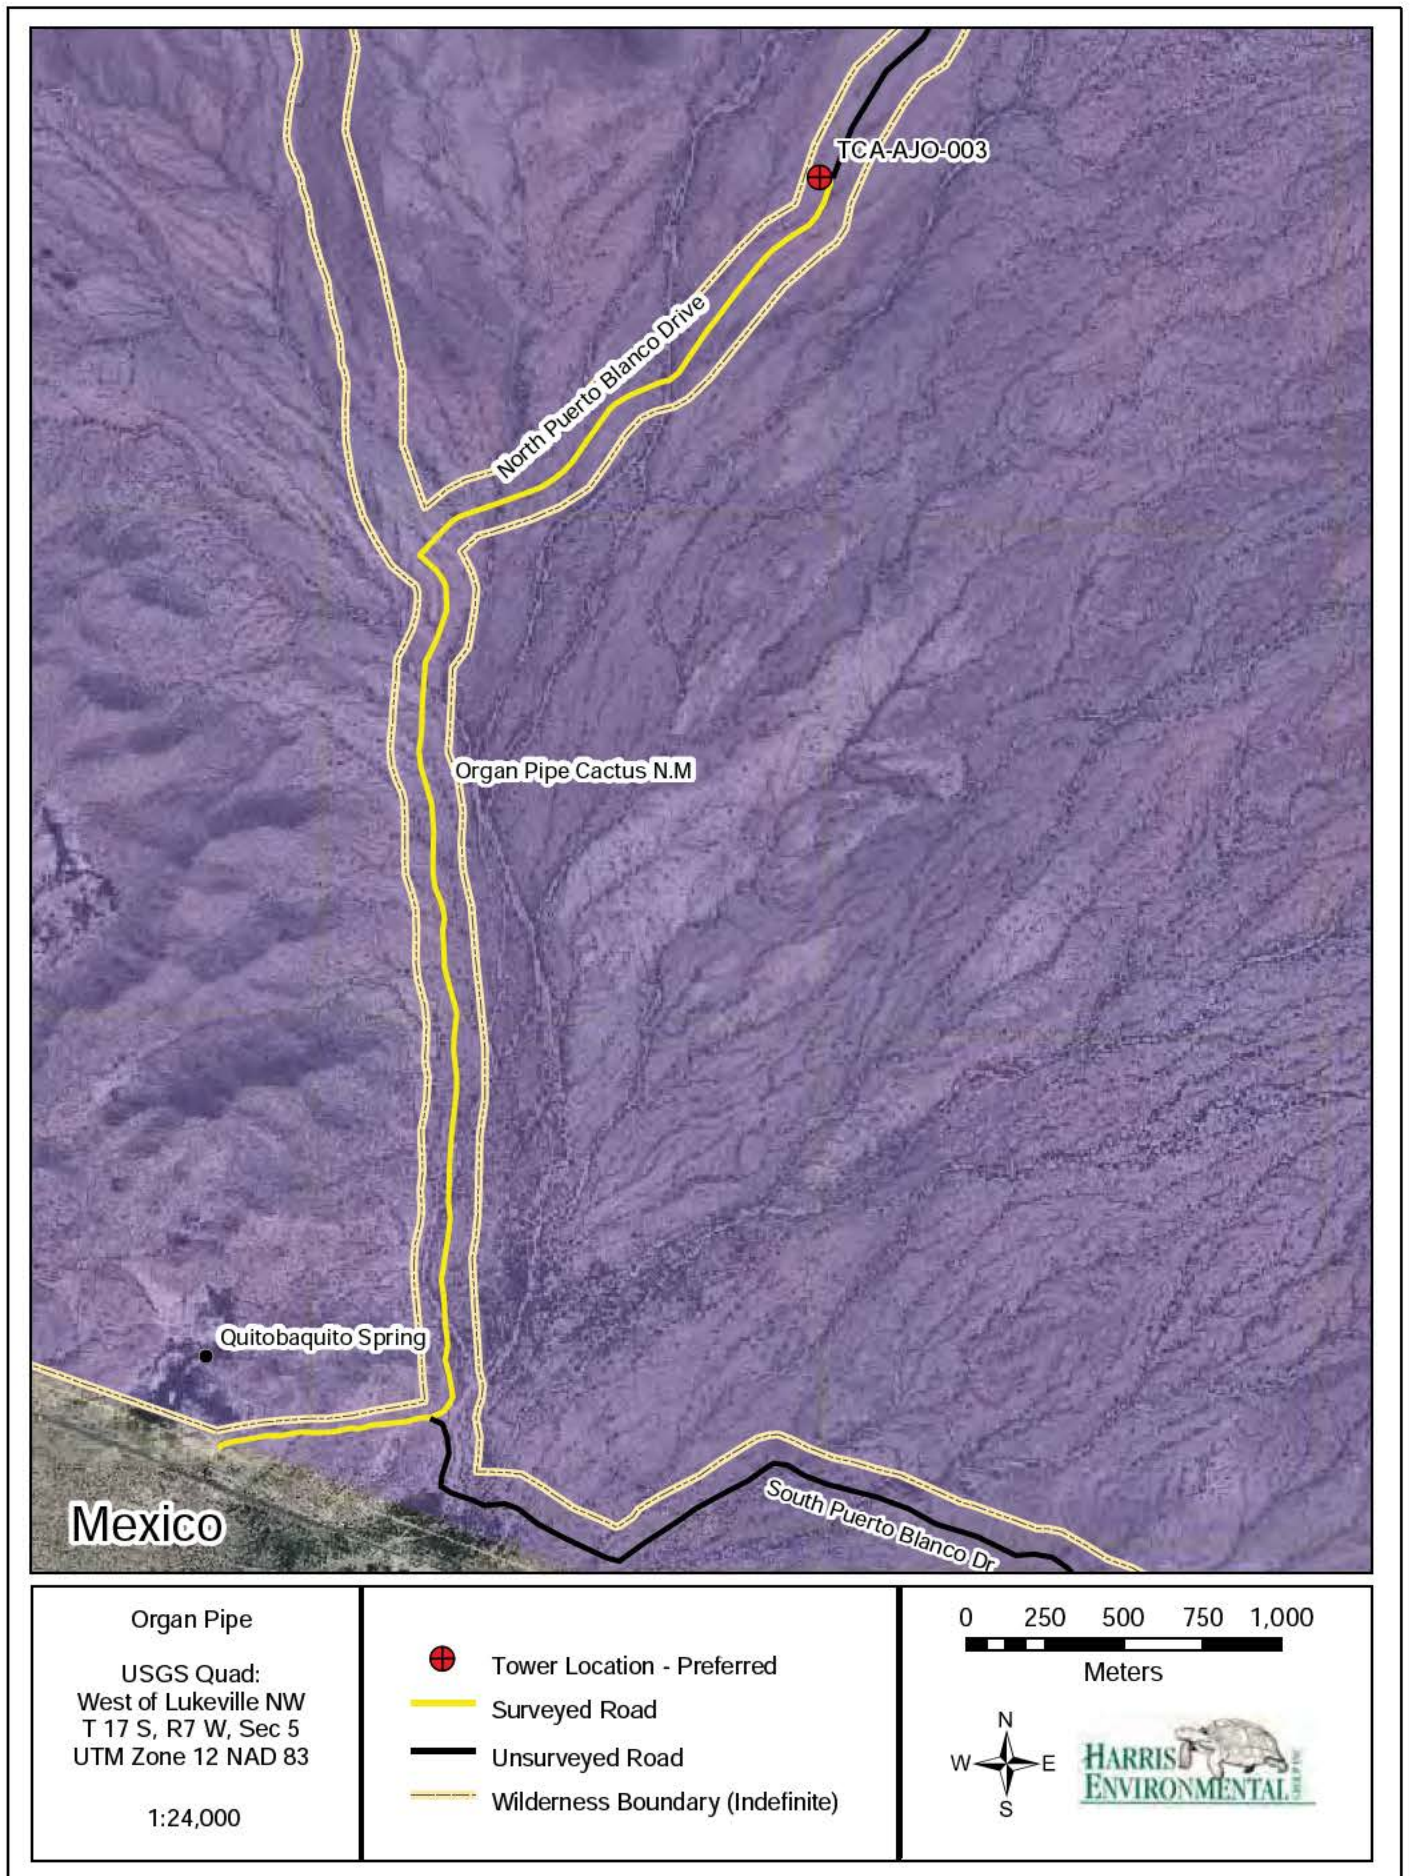 TCA-AJO-003
North Puerto Blanco Drive
Organ Pipe Cactus N.M
Quitobaquito Spring
Mexico
South Puerto Blanco Dr
Organ Pipe
USGS Quad:
West of Lukeville NW
T 17 S, R7 W, Sec 5
UTM Zone 12 NAD 83
1:24,000
Tower Location - Preferred
Surveyed Road
Unsurveyed Road
Wilderness Boundary (Indefinite)
0 250 500 750 1,000
Meters
N
W E
S
HARRIS
ENVIRONMENTAL